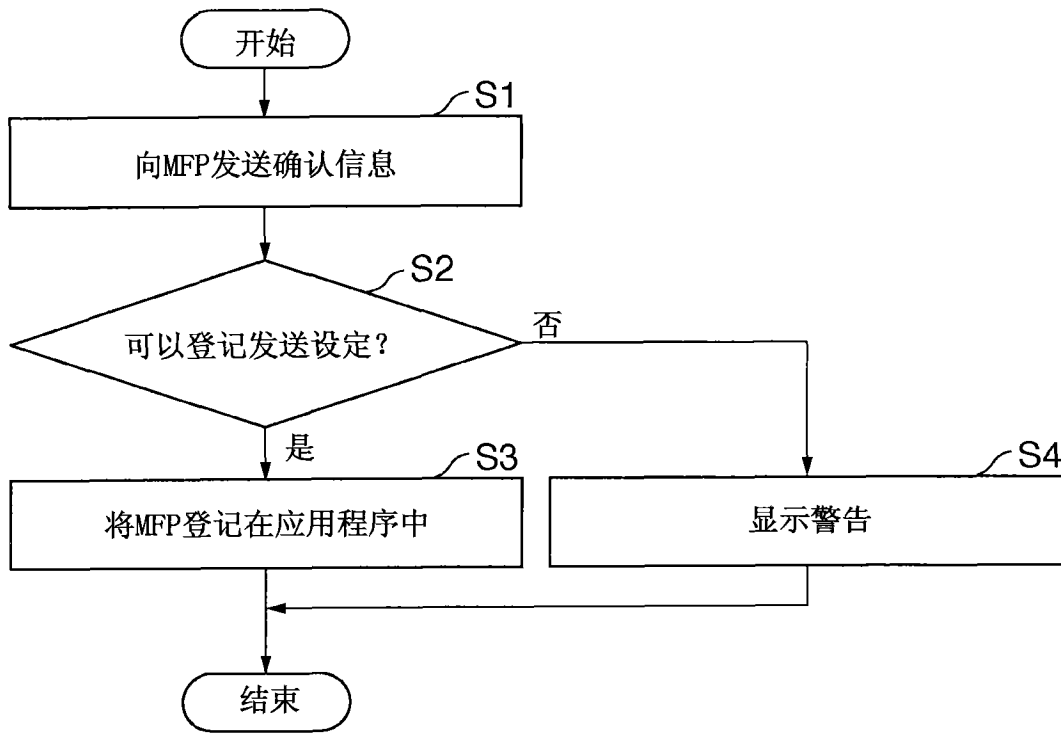 开始
S1
向MFP发送确认信息
S2
可以登记发送设定？
否
是
S3
将MFP登记在应用程序中
S4
显示警告
结束